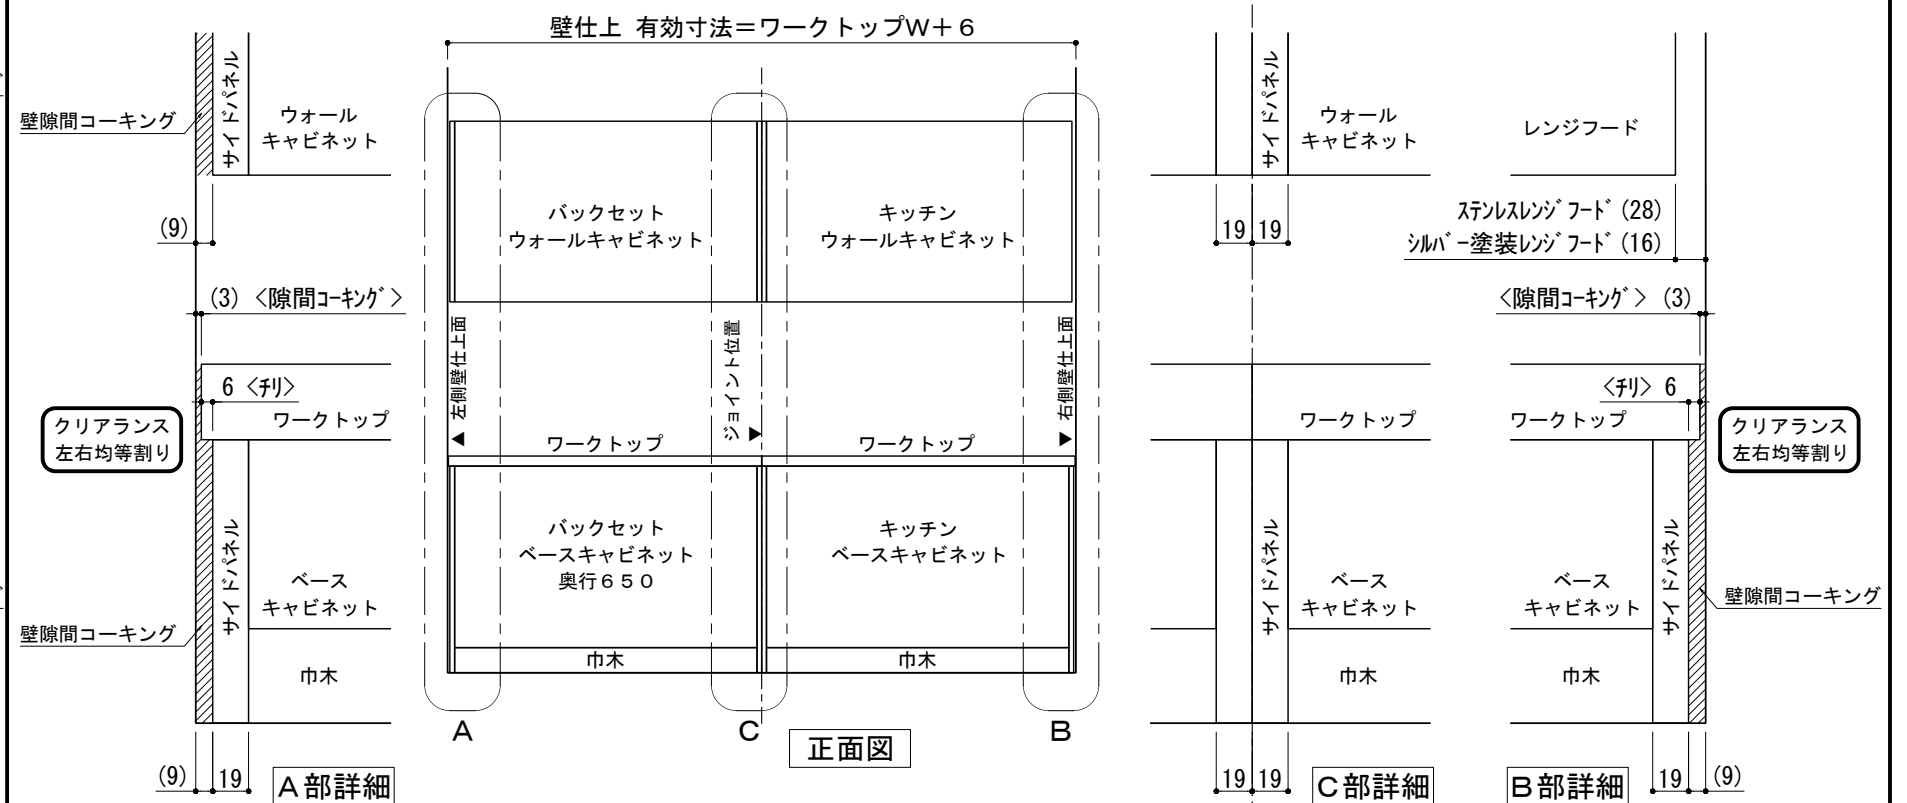 壁仕上 有効寸法＝ワークトップW＋６
壁隙間コーキング
サイドパネル
ウォール
キャビネット
(9)
(3) <隙間ｺｰｷﾝｸﾞ>
6 <ﾁﾘ>
ワークトップ
クリアランス
左右均等割り
サイドパネル
ベース
キャビネット
壁隙間コーキング
巾木
(9)
19
A部詳細
バックセット
ウォールキャビネット
キッチン
ウォールキャビネット
左側壁仕上面
ジョイント位置
右側壁仕上面
ワークトップ
ワークトップ
バックセット
ベースキャビネット
奥行６５０
キッチン
ベースキャビネット
巾木
巾木
A
C
B
正面図
サイドパネル
ウォール
キャビネット
19
19
ワークトップ
サイドパネル
ベース
キャビネット
巾木
19
19
C部詳細
レンジフード
ｽﾃﾝﾚｽﾚﾝｼﾞﾌｰﾄﾞ(28)
ｼﾙﾊﾞｰ塗装ﾚﾝｼﾞﾌｰﾄﾞ(16)
<隙間ｺｰｷﾝｸﾞ> (3)
<ﾁﾘ> 6
ワークトップ
クリアランス
左右均等割り
サイドパネル
ベース
キャビネット
壁隙間コーキング
巾木
B部詳細
19
(9)